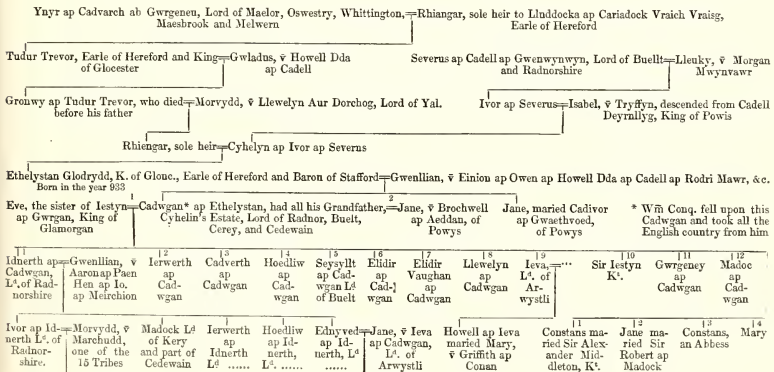 Ynyr ap Cadvarch ab Gwrgeneu, Lord of Maelor, Oswestry, Whittington, Maesbrook and Melwern
Rhiangar, sole heir to Llnddocka ap Cariadock Vraich Vraisg, Earle of Hereford
Tudur Trevor, Earle of Hereford and King of Glocester
Gwladus, ṽ Howell Dda ap Cadell
Severus ap Cadell ap Gwenwynwyn, Lord of Buellt and Radnorshire
Lleuky, ṽ Morgan Mwynvawr
Gronwy ap Tudur Trevor, who died before his father
Morvydd, ṽ Llewelyn Aur Dorchog, Lord of Yal.
Ivor ap Severus
Isabel, ṽ Tryffyn, descended from Cadell Deyrnllyg, King of Powis
Rhiengar, sole heir
Cyhelyn ap Ivor ap Severns
Ethelystan Glodrydd, K. of Glonc., Earle of Hereford and Baron of Stafford
Born in the year 933
Gwenllian, ṽ Einion ap Owen ap Howell Dda ap Cadell ap Rodri Mawr, &c.
Eve, the sister of Iestyn ap Gwrgan, King of Glamorgan
Cadwgan* ap Ethelystan, had all his Grandfather, Cyhelin's Estate, Lord of Radnor, Buelt, Cerey, and Cedewain
Jane, ṽ Brochwell ap Aeddan, of Powys
2
Jane, maried Cadivor ap Gwaethvoed, of Powys
* Wm̃ Conq. fell upon this Cadwgan and took all the English country from him
1
Idnerth ap Cadwgan, Lᵈ. of Radnorshire
Gwenllian, ṽ Aaron ap Paen Hen ap Io. ap Meirchion
2
Ierwerth ap Cadwgan
3
Cadverth ap Cadwgan
4
Hoedliw ap Cadwgan
5
Seysyllt ap Cadwgan Lᵈ of Buelt
6
Elidir ap Cadwgan
7
Elidir Vaughan ap Cadwgan
8
Llewelyn ap Cadwgan
9
Ieva, ap Lᵈ. of Arwystli
...
10
Sir Iestyn Kᵗ.
11
Gwrgeney ap Cadwgan
12
Madoc ap Cadwgan
Ivor ap Idnerth Lᵈ. of Radnorshire.
Morvydd, ṽ Marchudd, one of the 15 Tribes
Madock Lᵈ of Kery and part of Cedewain
Ierwerth ap Idnerth Lᵈ ......
Hoedliw ap Idnerth, Lᵈ. ......
Ednyved ap Idnerth, Lᵈ ......
Jane, ṽ Ieva ap Cadwgan, Lᵈ. of Arwystli
Howell ap Ieva maried Mary, ṽ Griffith ap Conan
1
Constans maried Sir Alexander Middleton, Kᵗ.
2
Jane maried Sir Robert ap Madock
3
Constans, an Abbess
4
Mary